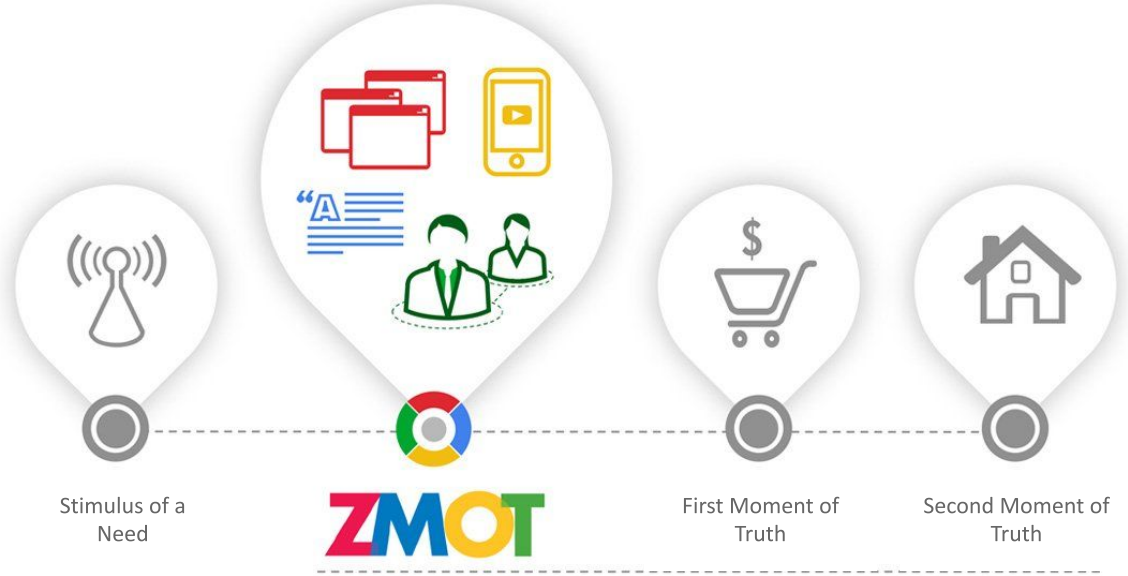 “A
$
Stimulus of a
Need
ZMOT
First Moment of
Truth
Second Moment of
Truth